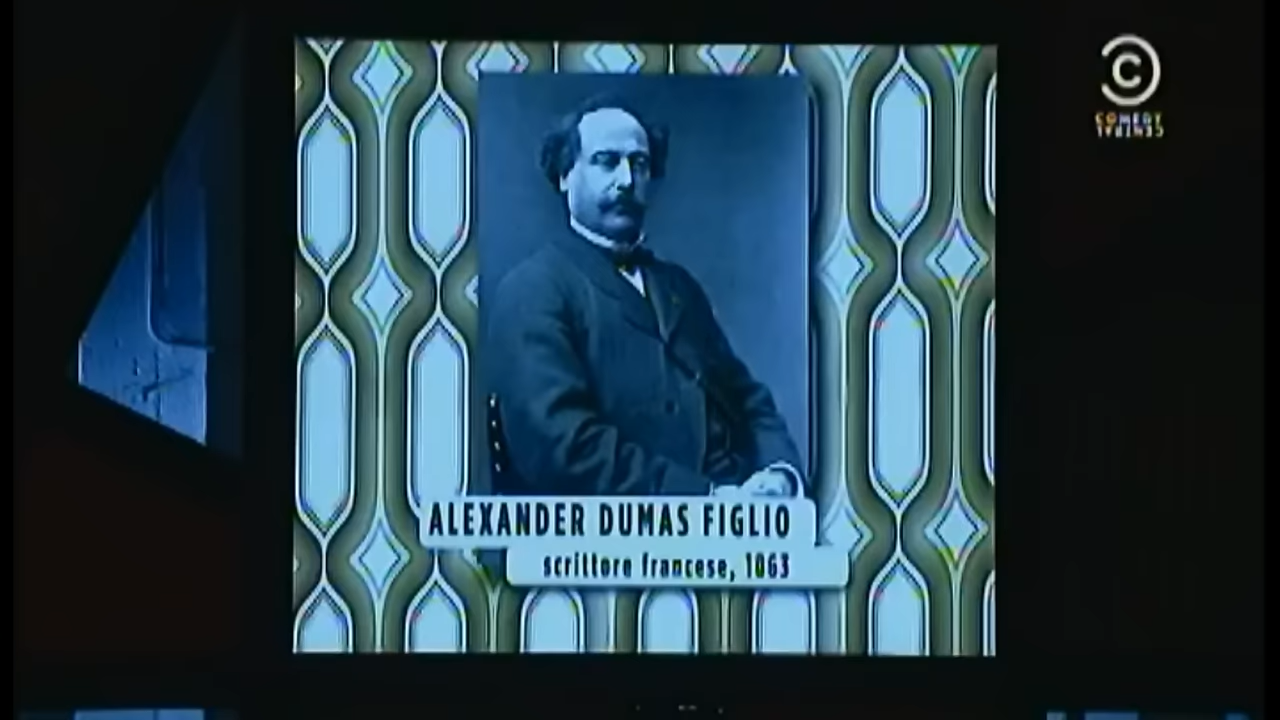 C
COMEDY
CENTRAL
ALEXANDER DUMAS FIGLIO
scrittore francese, 1863